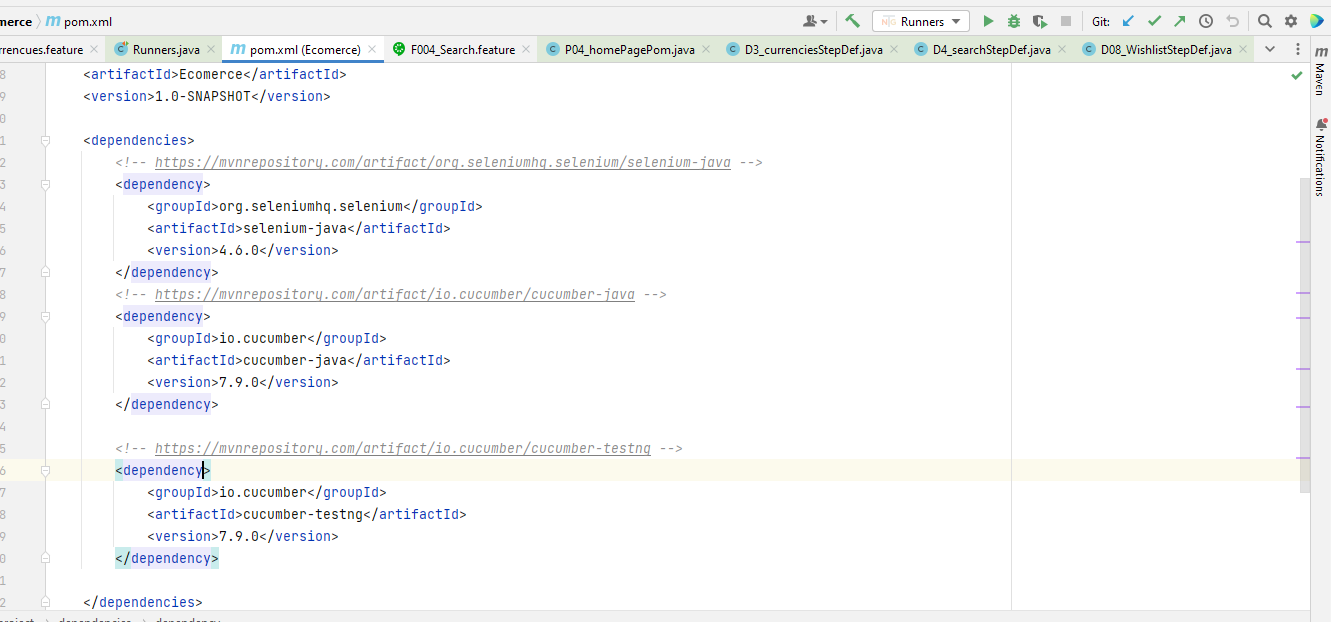 merce  pom.xml  Runners  Git:
rrencues.feature  Runners.java  pom.xml (Ecomerce)  F004_Search.feature  P04_homePagePom.java  D3_currenciesStepDef.java  D4_searchStepDef.java  D08_WishlistStepDef.java
8 <artifactId>Ecomerce</artifactId>
9 <version>1.0-SNAPSHOT</version>
0
1 <dependencies>
2 <!-- https://mvnrepository.com/artifact/org.seleniumhq.selenium/selenium-java -->
3 <dependency>
4 <groupId>org.seleniumhq.selenium</groupId>
5 <artifactId>selenium-java</artifactId>
6 <version>4.6.0</version>
7 </dependency>
8 <!-- https://mvnrepository.com/artifact/io.cucumber/cucumber-java -->
9 <dependency>
0 <groupId>io.cucumber</groupId>
1 <artifactId>cucumber-java</artifactId>
2 <version>7.9.0</version>
3 </dependency>
4
5 <!-- https://mvnrepository.com/artifact/io.cucumber/cucumber-testng -->
6 <dependency>
7 <groupId>io.cucumber</groupId>
8 <artifactId>cucumber-testng</artifactId>
9 <version>7.9.0</version>
0 </dependency>
1
2 </dependencies>
project  dependencies  dependency
Maven
Notifications